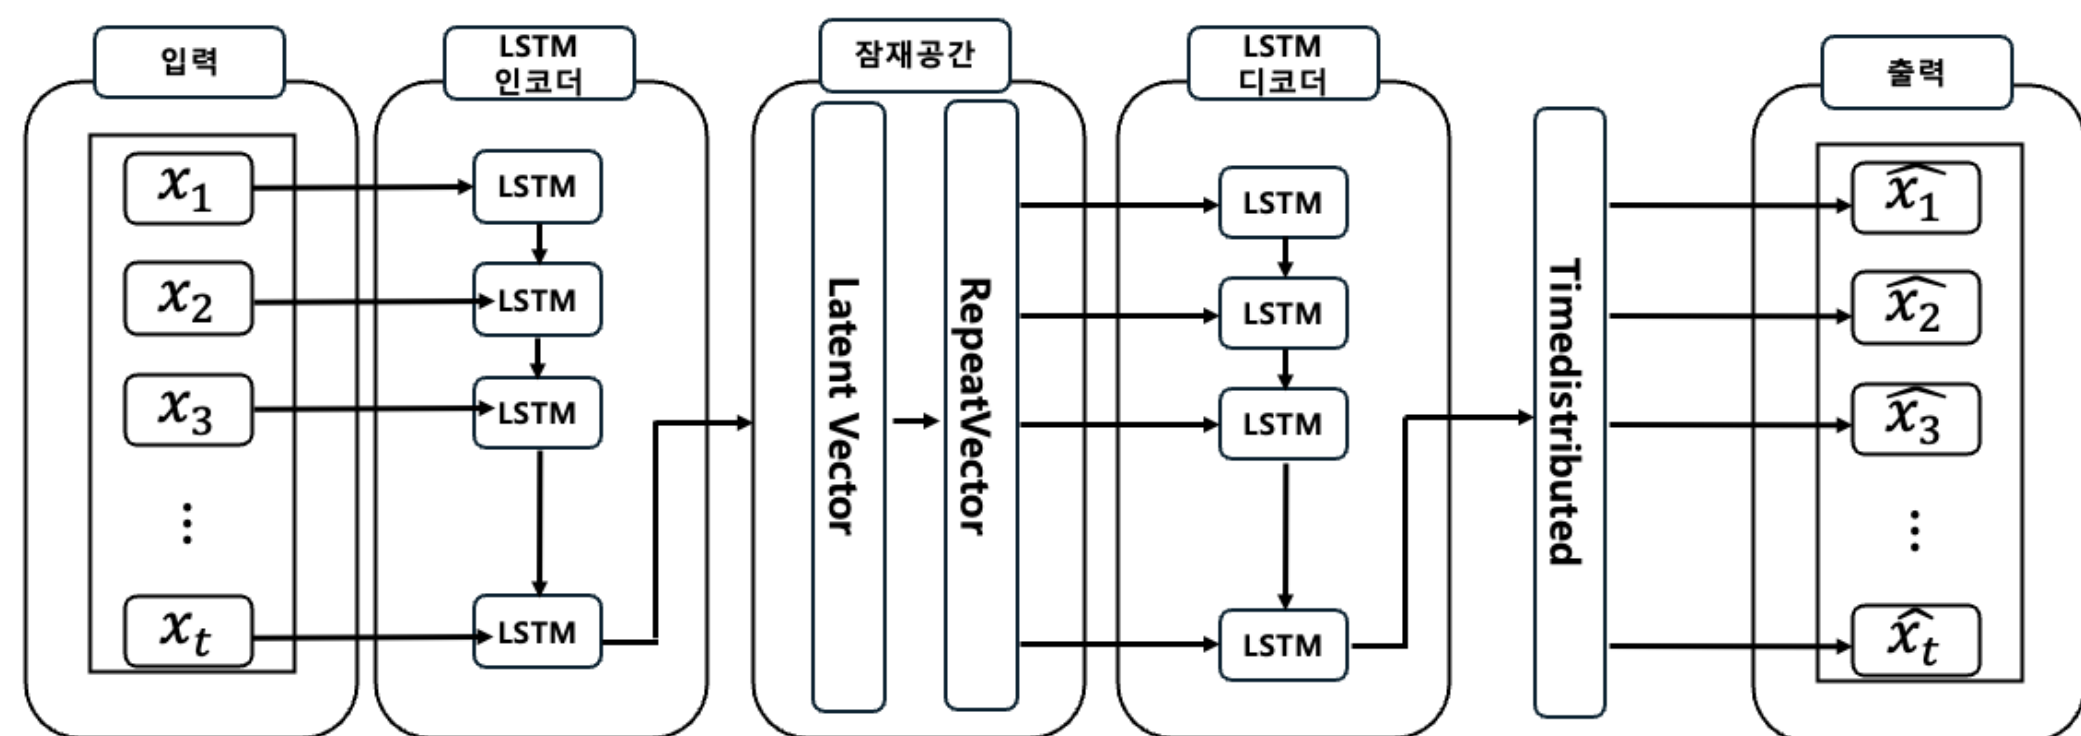 입력
x₁
x₂
x₃
⋮
xₜ
LSTM
인코더
LSTM
LSTM
LSTM
LSTM
잠재공간
Latent Vector
RepeatVector
LSTM
디코더
LSTM
LSTM
LSTM
LSTM
Timedistributed
출력
x̂₁
x̂₂
x̂₃
⋮
x̂ₜ